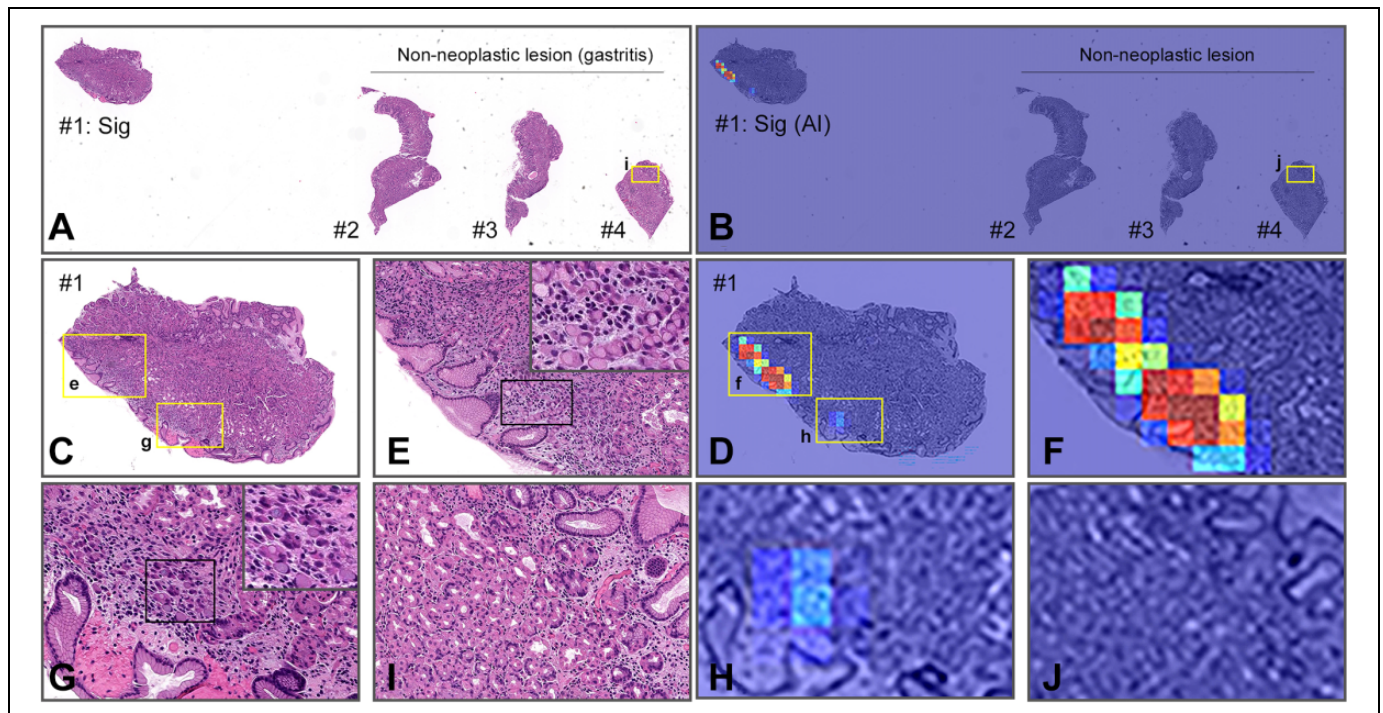 Non-neoplastic lesion (gastritis)
#1: Sig
i
A
#2
#3
#4
Non-neoplastic lesion
#1: Sig (AI)
j
B
#2
#3
#4
#1
e
g
C
E
#1
f
h
D
F
G
I
H
J